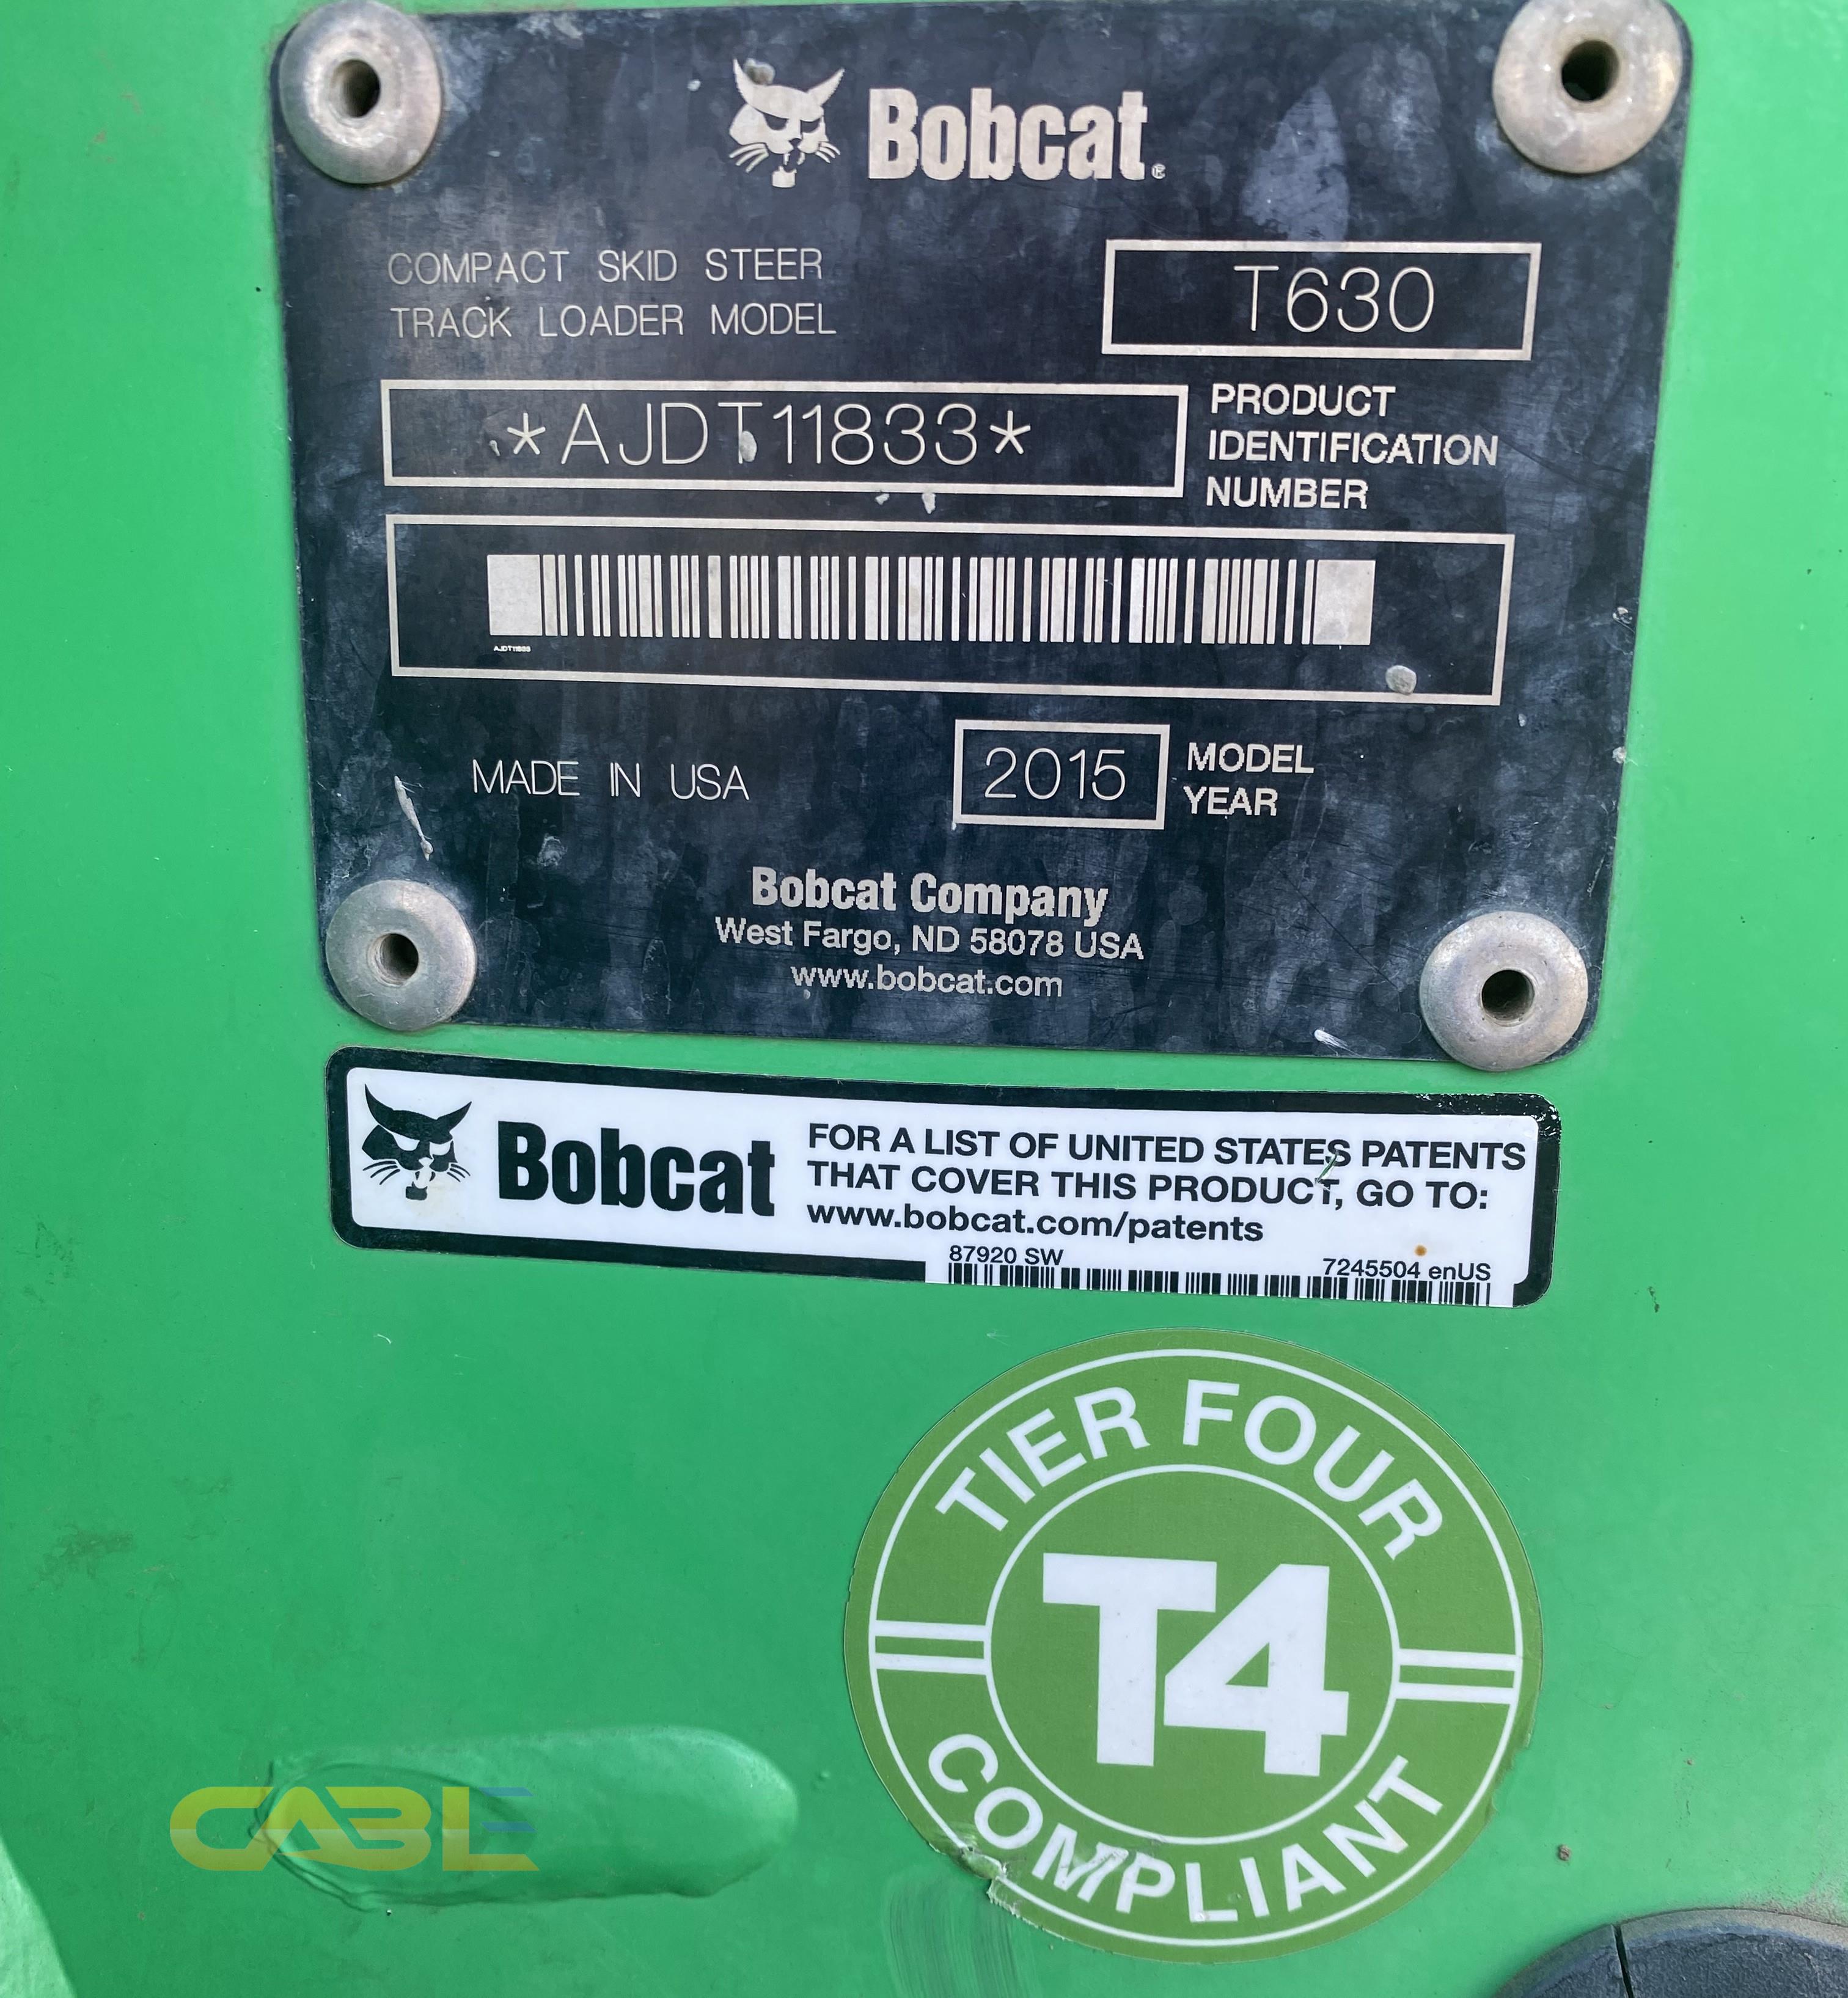 Bobcat®
COMPACT SKID STEER
TRACK LOADER MODEL
T630
*AJDT11833*
PRODUCT
IDENTIFICATION
NUMBER
AJDT11833
MADE IN USA
2015
MODEL
YEAR
Bobcat Company
West Fargo, ND 58078 USA
www.bobcat.com
Bobcat
FOR A LIST OF UNITED STATES PATENTS
THAT COVER THIS PRODUCT, GO TO:
www.bobcat.com/patents
87920 SW
7245504 enUS
TIER FOUR
T4
COMPLIANT
CABLE